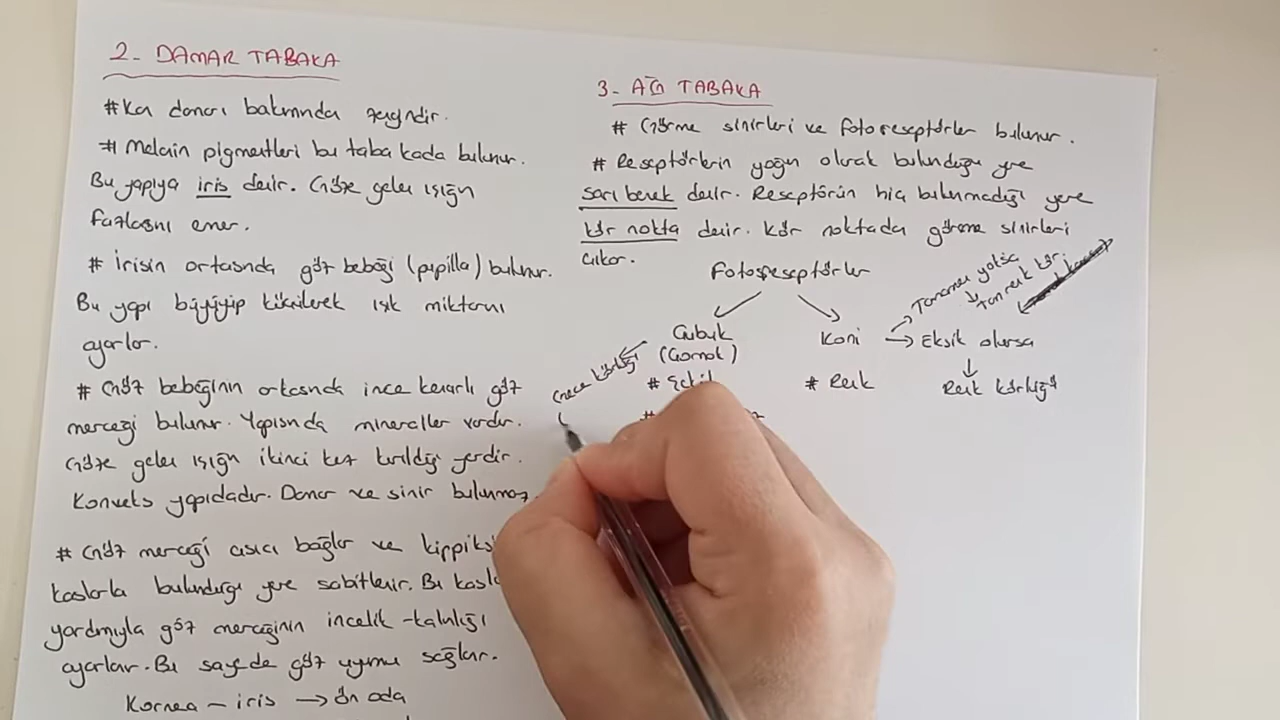 2- DAMAR TABAKA
# Kan damarı bakımında zengindir.
# Melanin pigmentleri bu tabakada bulunur.
Bu yapıya iris denir. Göze gelen ışığın
fazlasını emer.
# İrisin ortasında göz bebeği (pupilla) bulunur.
Bu yapı büyüyüp küçülerek ışık miktarını
ayarlar.
# Göz bebeğinin ortasında ince kenarlı göz
merceği bulunur. Yapısında mineraller vardır.
Göze gelen ışığın ikinci kez kırıldığı yerdir.
Konveks yapıdadır. Damar ve sinir bulunmaz
# Göz merceği asıcı bağlar ve kirpiksi
kaslarla bulunduğu yere sabitlenir. Bu kasla
yardımıyla göz merceğinin incelik-kalınlığı
ayarlanır. Bu sayede göz uyumu sağlar.
Kornea - iris → ön oda
3- AĞ TABAKA
# Görme sinirleri ve fotoreseptörler bulunur.
# Reseptörlerin yoğun olarak bulunduğu yere
sarı benek denir. Reseptörün hiç bulunmadığı yere
kör nokta denir. Kör noktada görme sinirleri
çıkar.
Fotoreseptörler
Çubuk
(Çomak)
# Şekil
Gece körlüğü
Koni
# Renk
Tamamen yoksa
↓
Tam renk körü
→ Eksik olursa
↓
Renk körlüğü